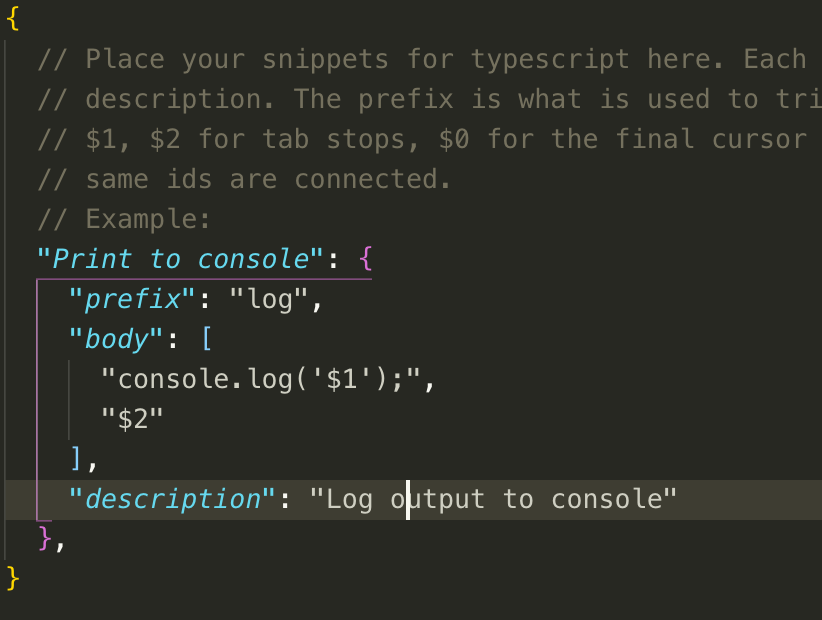 {
// Place your snippets for typescript here. Each
// description. The prefix is what is used to tri
// $1, $2 for tab stops, $0 for the final cursor
// same ids are connected.
// Example:
"Print to console": {
"prefix": "log",
"body": [
"console.log('$1');",
"$2"
],
"description": "Log output to console"
},
}